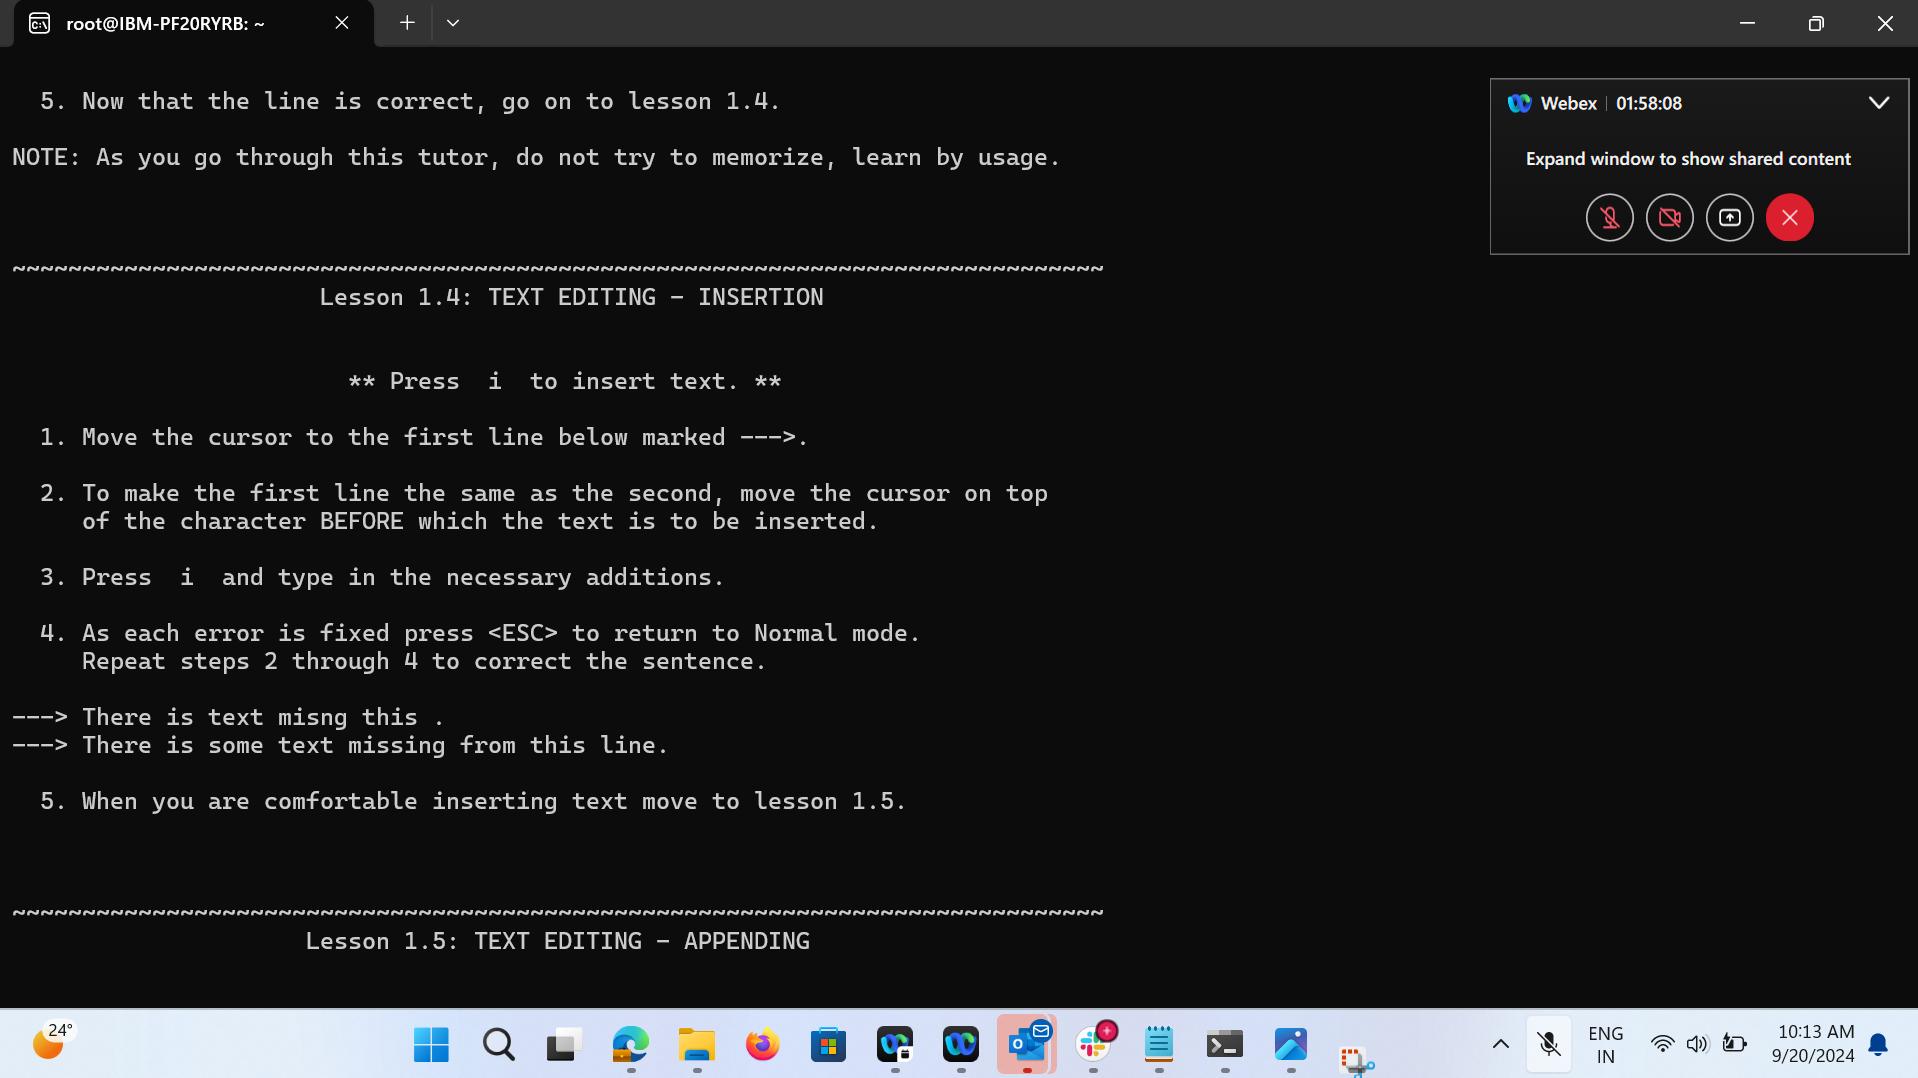 root@IBM-PF20RYRB: ~
5. Now that the line is correct, go on to lesson 1.4.
Webex | 01:58:08
NOTE: As you go through this tutor, do not try to memorize, learn by usage.
Expand window to show shared content
~~~~~~~~~~~~~~~~~~~~~~~~~~~~~~~~~~~~~~~~~~~~~~~~~~~~~~~~~~~~~~~~~~~~~~~~~~~~~~
Lesson 1.4: TEXT EDITING - INSERTION
** Press  i  to insert text. **
1. Move the cursor to the first line below marked --->.
2. To make the first line the same as the second, move the cursor on top
of the character BEFORE which the text is to be inserted.
3. Press  i  and type in the necessary additions.
4. As each error is fixed press <ESC> to return to Normal mode.
Repeat steps 2 through 4 to correct the sentence.
---> There is text misng this .
---> There is some text missing from this line.
5. When you are comfortable inserting text move to lesson 1.5.
~~~~~~~~~~~~~~~~~~~~~~~~~~~~~~~~~~~~~~~~~~~~~~~~~~~~~~~~~~~~~~~~~~~~~~~~~~~~~~
Lesson 1.5: TEXT EDITING - APPENDING
24°
ENG
IN
10:13 AM
9/20/2024